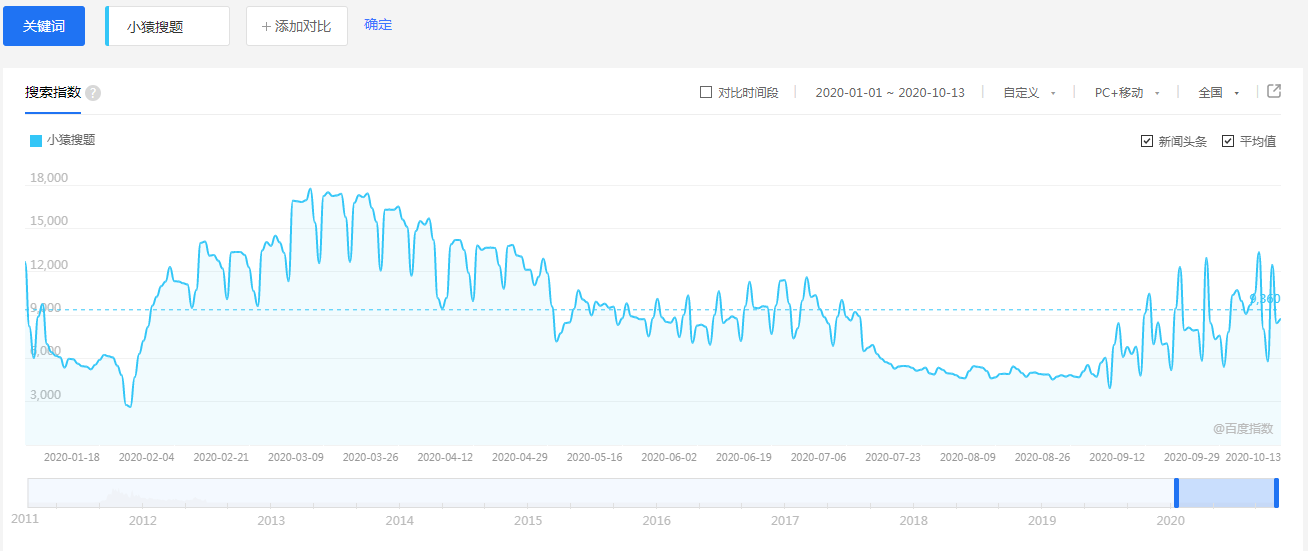 关键词
小猿搜题
+ 添加对比
确定
搜索指数 ?
对比时间段 | 2020-01-01 ~ 2020-10-13 | 自定义 | PC+移动 | 全国
小猿搜题
新闻头条 平均值
18,000
15,000
12,000
9,000
9,360
6,000
3,000
@百度指数
2020-01-18 2020-02-04 2020-02-21 2020-03-09 2020-03-26 2020-04-12 2020-04-29 2020-05-16 2020-06-02 2020-06-19 2020-07-06 2020-07-23 2020-08-09 2020-08-26 2020-09-12 2020-09-29 2020-10-13
2011 2012 2013 2014 2015 2016 2017 2018 2019 2020